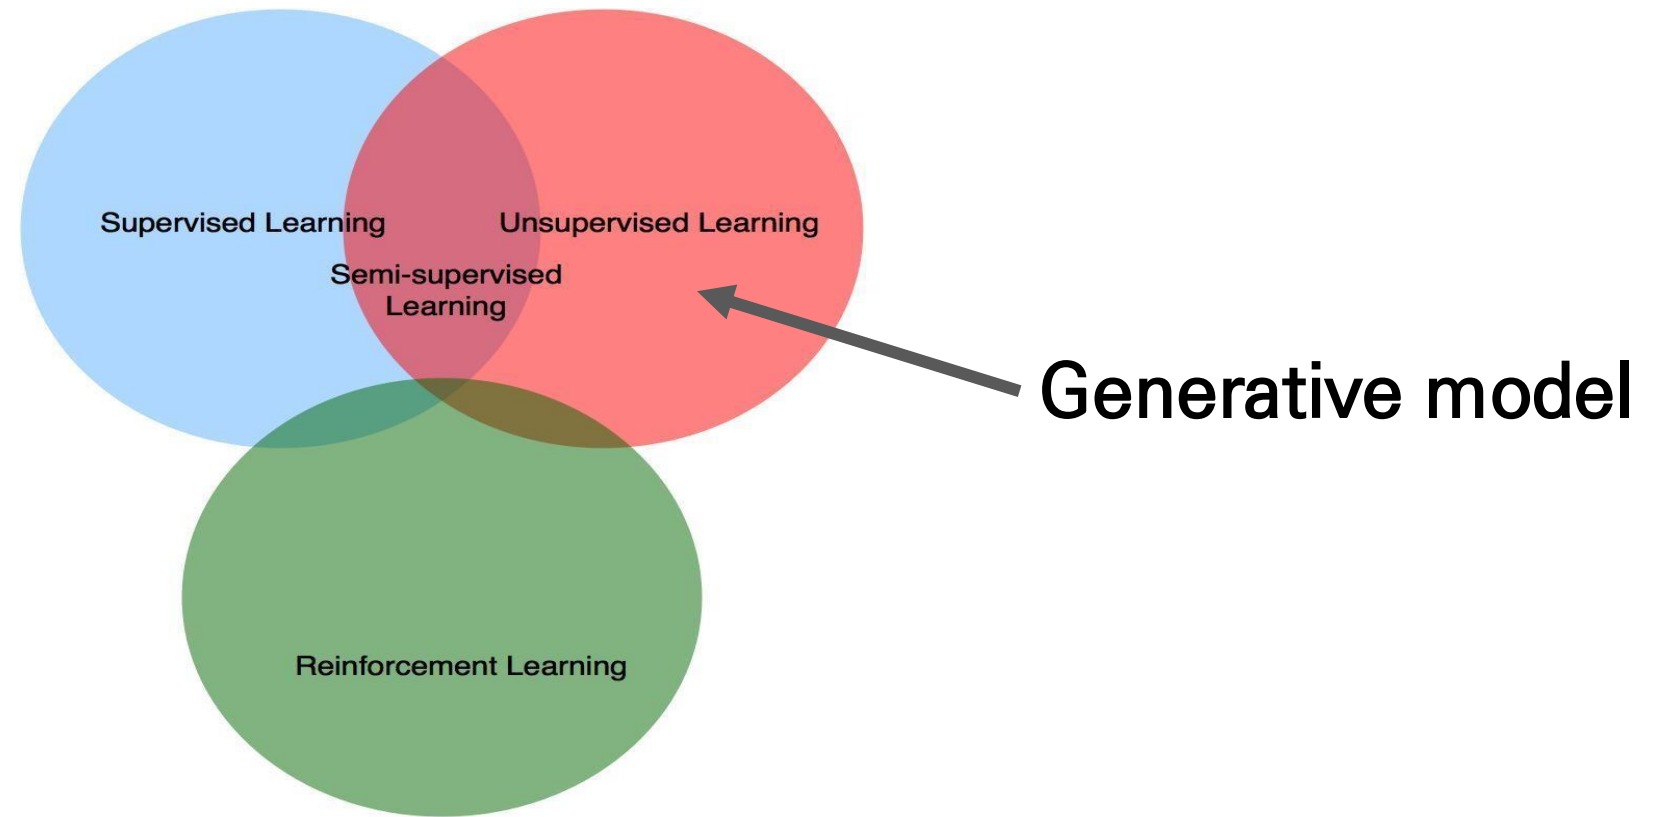 Supervised Learning
Unsupervised Learning
Semi-supervised
Learning
Generative model
Reinforcement Learning